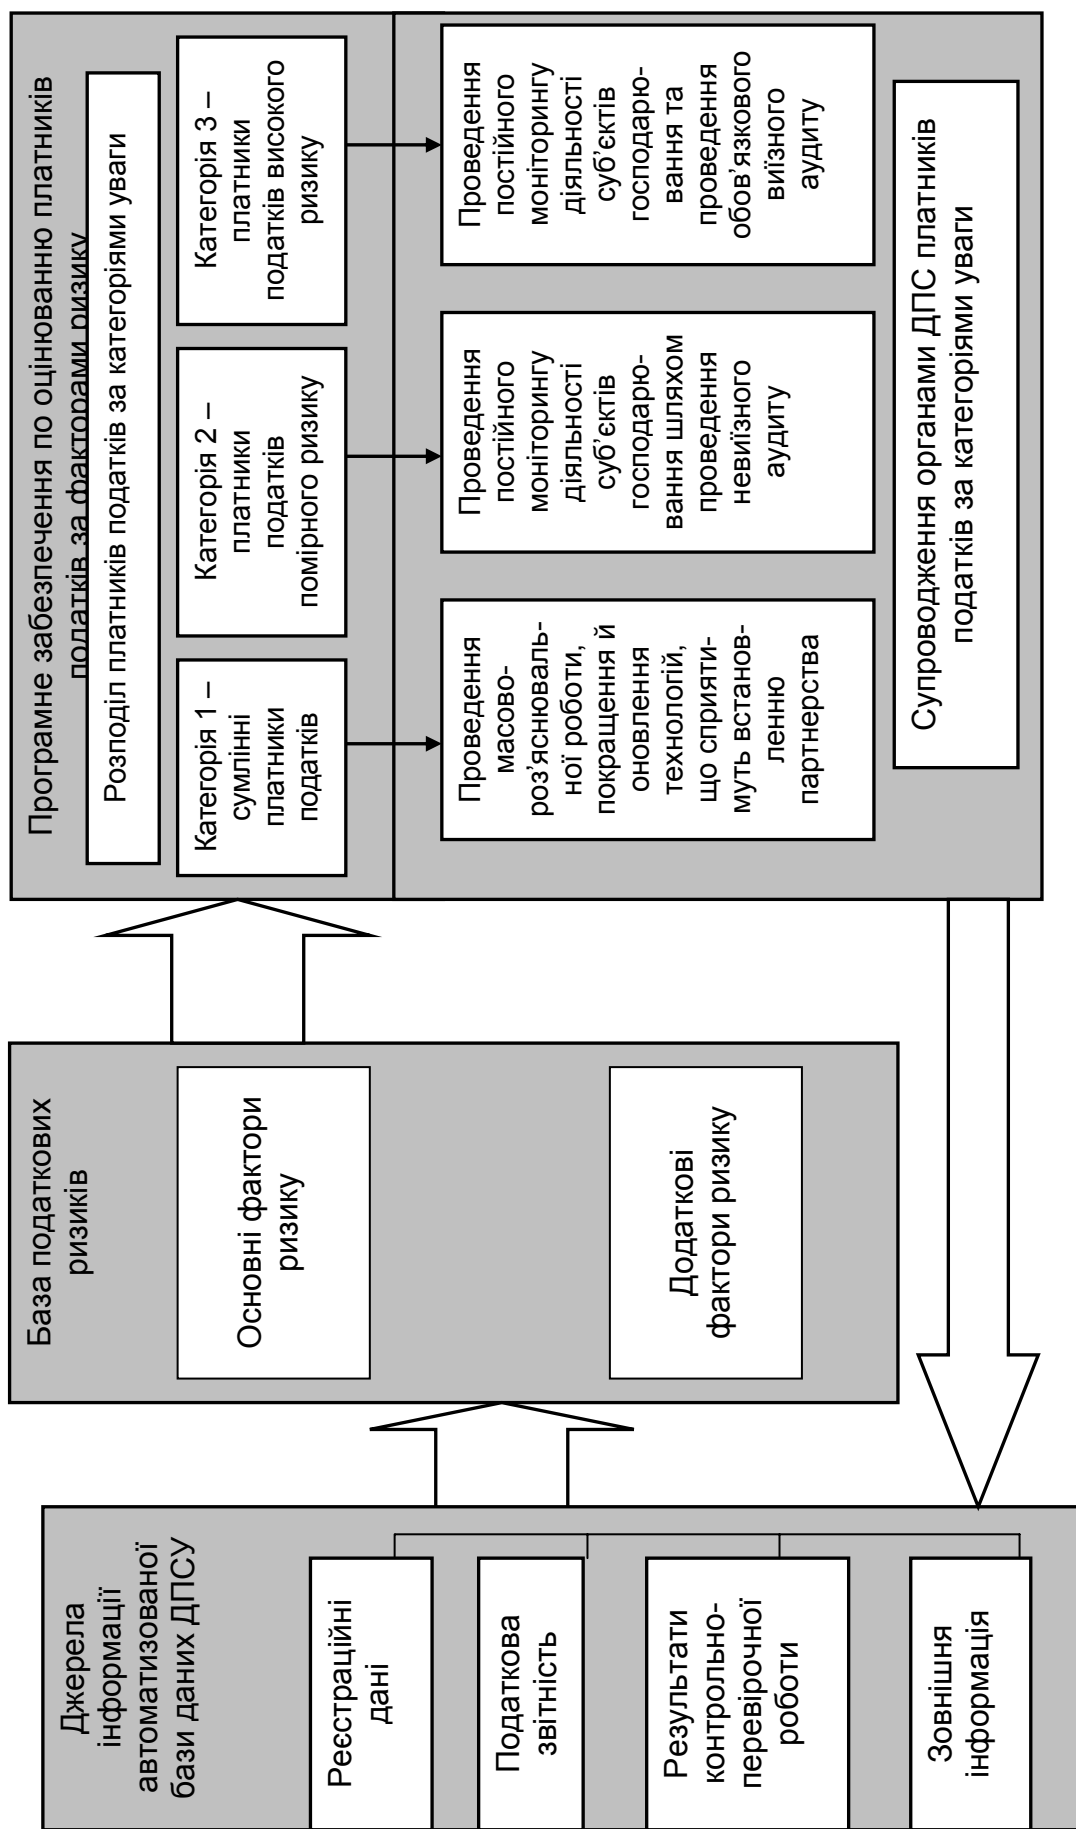 Джерела
інформації
автоматизованої
бази даних ДПСУ
Реєстраційні
дані
Податкова
звітність
Результати
контрольно-
перевірочної
роботи
Зовнішня
інформація
База податкових
ризиків
Основні фактори
ризику
Додаткові
фактори ризику
Програмне забезпечення по оцінюванню платників
податків за факторами ризику
Розподіл платників податків за категоріями уваги
Категорія 1 –
сумлінні
платники
податків
Категорія 2 –
платники
податків
помірного ризику
Категорія 3 –
платники
податків високого
ризику
Проведення
масово-
роз’яснюваль-
ної роботи,
покращення й
оновлення
технологій,
що сприяти-
муть встанов-
ленню
партнерства
Проведення
постійного
моніторингу
діяльності
суб’єктів
господарю-
вання шляхом
проведення
невиїзного
аудиту
Проведення
постійного
моніторингу
діяльності
суб’єктів
господарю-
вання та
проведення
обов’язкового
виїзного
аудиту
Супроводження органами ДПС платників
податків за категоріями уваги